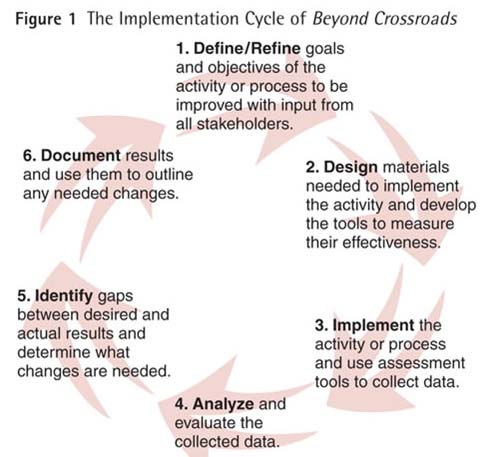 Figure 1 The Implementation Cycle of Beyond Crossroads
1. Define/Refine goals
and objectives of the
activity or process to be
improved with input from
all stakeholders.
2. Design materials
needed to implement
the activity and develop
the tools to measure
their effectiveness.
3. Implement the
activity or process
and use assessment
tools to collect data.
4. Analyze and
evaluate the
collected data.
5. Identify gaps
between desired and
actual results and
determine what
changes are needed.
6. Document results
and use them to outline
any needed changes.